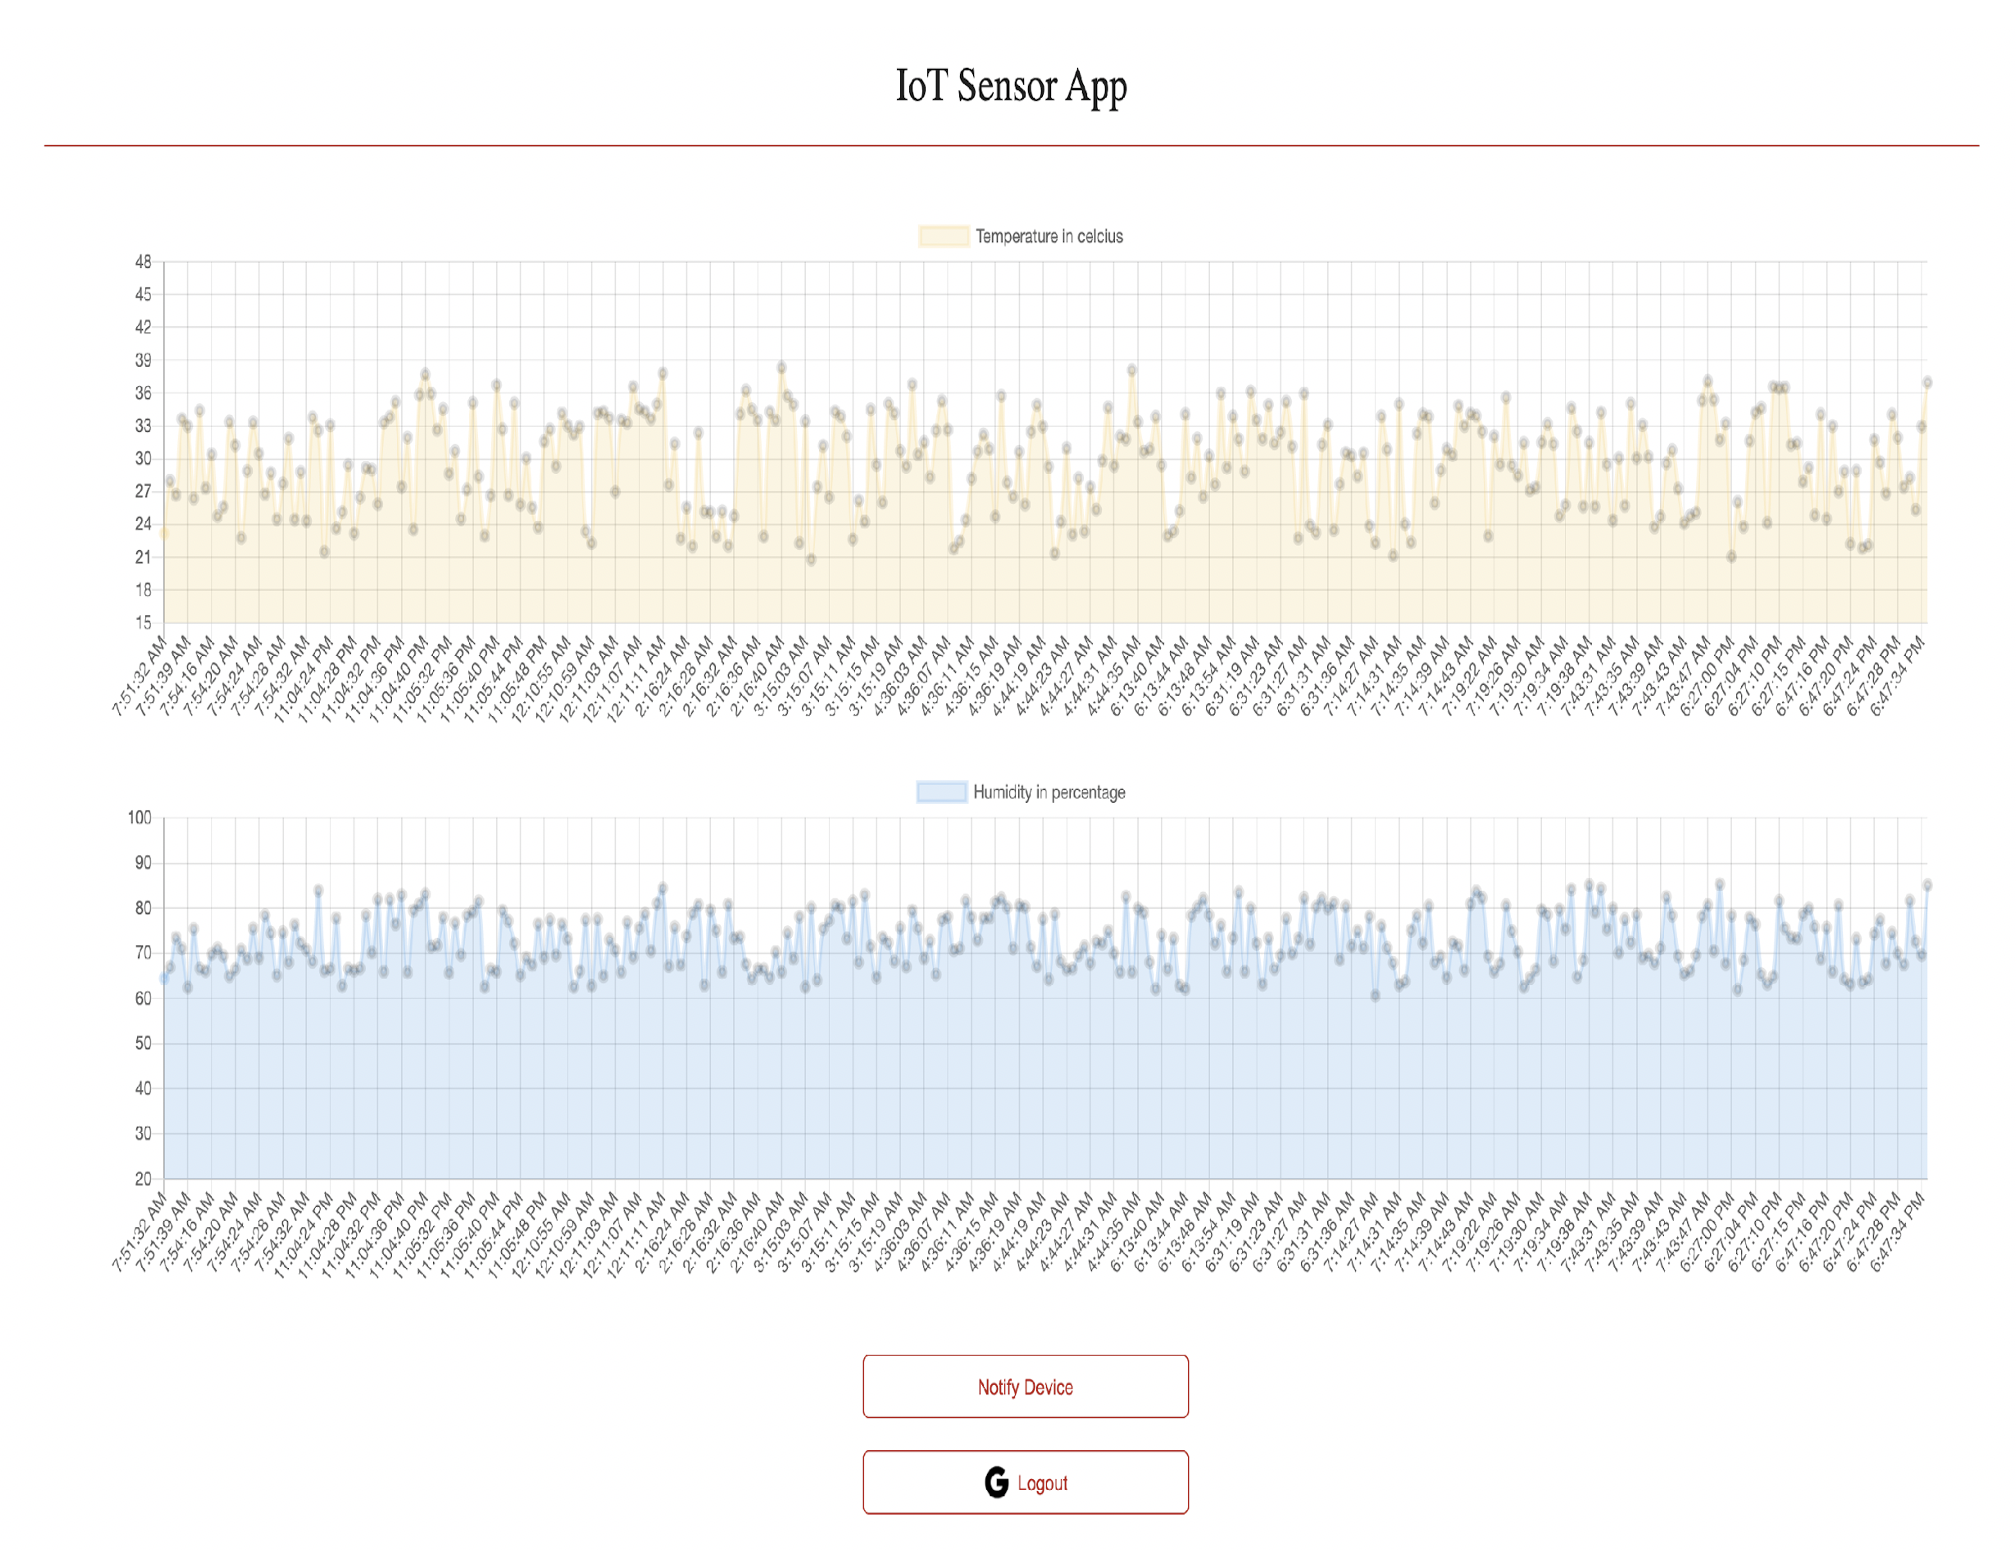 IoT Sensor App
Temperature in celcius
48
45
42
39
36
33
30
27
24
21
18
15
7:51:32 AM
7:51:39 AM
7:54:16 AM
7:54:20 AM
7:54:24 AM
7:54:28 AM
7:54:32 AM
11:04:24 PM
11:04:28 PM
11:04:32 PM
11:04:36 PM
11:04:40 PM
11:05:32 PM
11:05:36 PM
11:05:40 PM
11:05:44 PM
11:05:48 PM
12:10:55 AM
12:10:59 AM
12:11:03 AM
12:11:07 AM
12:11:11 AM
2:16:24 AM
2:16:28 AM
2:16:32 AM
2:16:36 AM
2:16:40 AM
3:15:03 AM
3:15:07 AM
3:15:11 AM
3:15:15 AM
3:15:19 AM
4:36:03 AM
4:36:07 AM
4:36:11 AM
4:36:15 AM
4:36:19 AM
4:44:19 AM
4:44:23 AM
4:44:27 AM
4:44:31 AM
4:44:35 AM
6:13:40 AM
6:13:44 AM
6:13:48 AM
6:13:54 AM
6:31:19 AM
6:31:23 AM
6:31:27 AM
6:31:31 AM
6:31:36 AM
7:14:27 AM
7:14:31 AM
7:14:35 AM
7:14:39 AM
7:14:43 AM
7:19:22 AM
7:19:26 AM
7:19:30 AM
7:19:34 AM
7:19:38 AM
7:43:31 AM
7:43:35 AM
7:43:39 AM
7:43:43 AM
7:43:47 AM
6:27:00 PM
6:27:04 PM
6:27:10 PM
6:27:15 PM
6:47:16 PM
6:47:20 PM
6:47:24 PM
6:47:28 PM
6:47:34 PM
Humidity in percentage
100
90
80
70
60
50
40
30
20
7:51:32 AM
7:51:39 AM
7:54:16 AM
7:54:20 AM
7:54:24 AM
7:54:28 AM
7:54:32 AM
11:04:24 PM
11:04:28 PM
11:04:32 PM
11:04:36 PM
11:04:40 PM
11:05:32 PM
11:05:36 PM
11:05:40 PM
11:05:44 PM
11:05:48 PM
12:10:55 AM
12:10:59 AM
12:11:03 AM
12:11:07 AM
12:11:11 AM
2:16:24 AM
2:16:28 AM
2:16:32 AM
2:16:36 AM
2:16:40 AM
3:15:03 AM
3:15:07 AM
3:15:11 AM
3:15:15 AM
3:15:19 AM
4:36:03 AM
4:36:07 AM
4:36:11 AM
4:36:15 AM
4:36:19 AM
4:44:19 AM
4:44:23 AM
4:44:27 AM
4:44:31 AM
4:44:35 AM
6:13:40 AM
6:13:44 AM
6:13:48 AM
6:13:54 AM
6:31:19 AM
6:31:23 AM
6:31:27 AM
6:31:31 AM
6:31:36 AM
7:14:27 AM
7:14:31 AM
7:14:35 AM
7:14:39 AM
7:14:43 AM
7:19:22 AM
7:19:26 AM
7:19:30 AM
7:19:34 AM
7:19:38 AM
7:43:31 AM
7:43:35 AM
7:43:39 AM
7:43:43 AM
7:43:47 AM
6:27:00 PM
6:27:04 PM
6:27:10 PM
6:27:15 PM
6:47:16 PM
6:47:20 PM
6:47:24 PM
6:47:28 PM
6:47:34 PM
Notify Device
G Logout